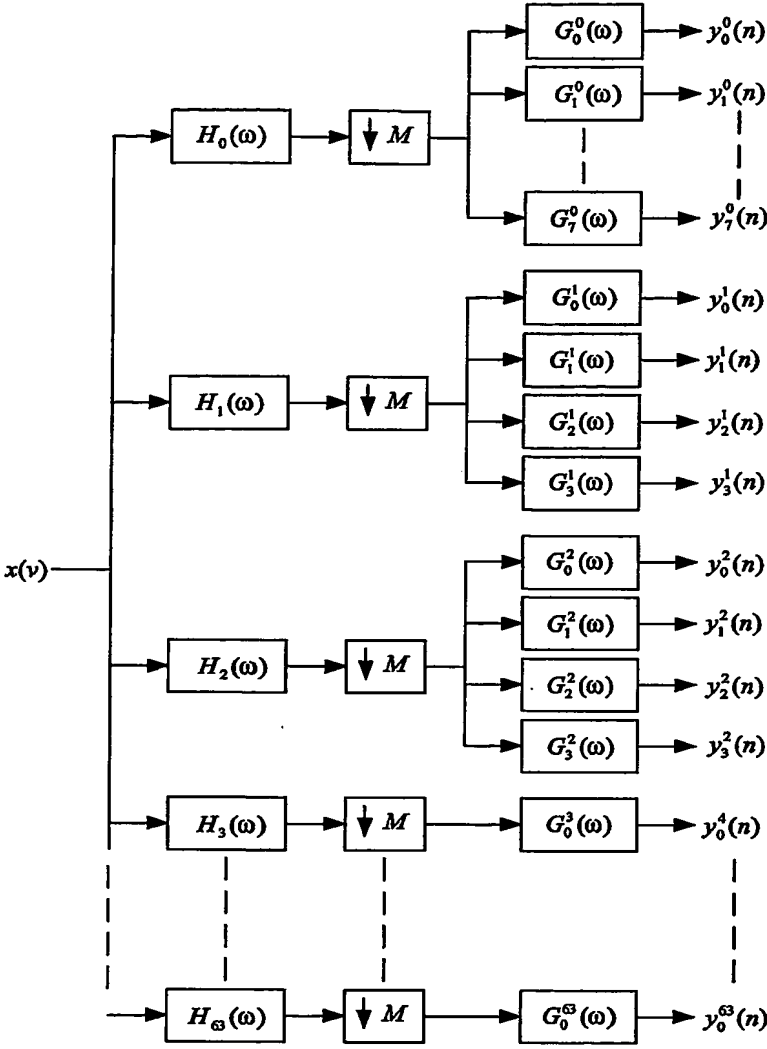 G₀⁰(ω) y₀⁰(n)
G₁⁰(ω) y₁⁰(n)
H₀(ω) ↓ M
G₇⁰(ω) y₇⁰(n)
G₀¹(ω) y₀¹(n)
G₁¹(ω) y₁¹(n)
H₁(ω) ↓ M
G₂¹(ω) y₂¹(n)
G₃¹(ω) y₃¹(n)
x(v)
G₀²(ω) y₀²(n)
G₁²(ω) y₁²(n)
H₂(ω) ↓ M
G₂²(ω) y₂²(n)
G₃²(ω) y₃²(n)
H₃(ω) ↓ M G₀³(ω) y₀⁴(n)
H₆₃(ω) ↓ M G₀⁶³(ω) y₀⁶³(n)